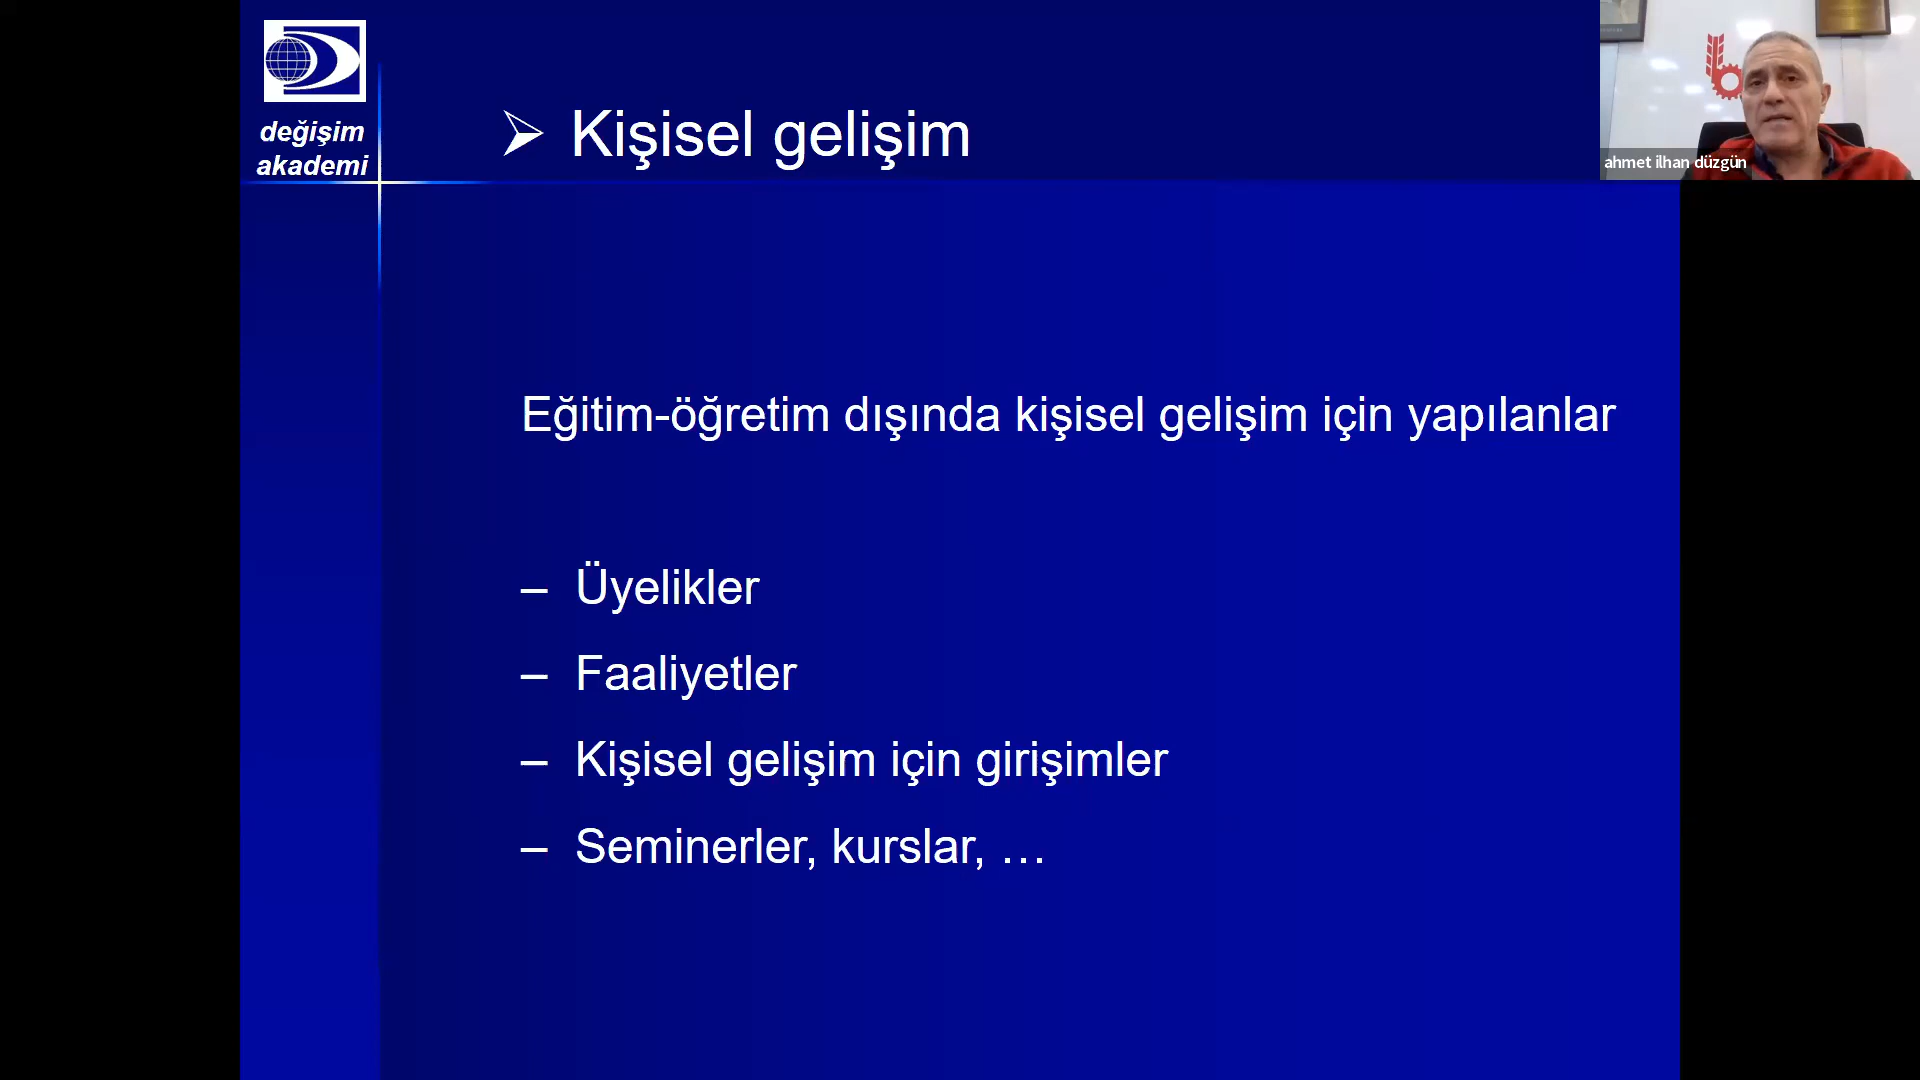 değişim
akademi
➢ Kişisel gelişim
ahmet ilhan düzgün
Eğitim-öğretim dışında kişisel gelişim için yapılanlar
– Üyelikler
– Faaliyetler
– Kişisel gelişim için girişimler
– Seminerler, kurslar, …